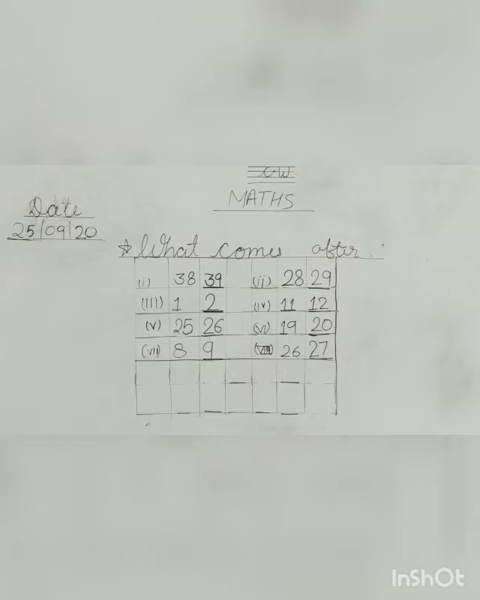 C.W
MATHS
Date
25/09/20
* What comes after :
(i) 38 39 (ii) 28 29
(III) 1 2 (iv) 11 12
(v) 25 26 (vi) 19 20
(vii) 8 9 (VIII) 26 27
InShOt